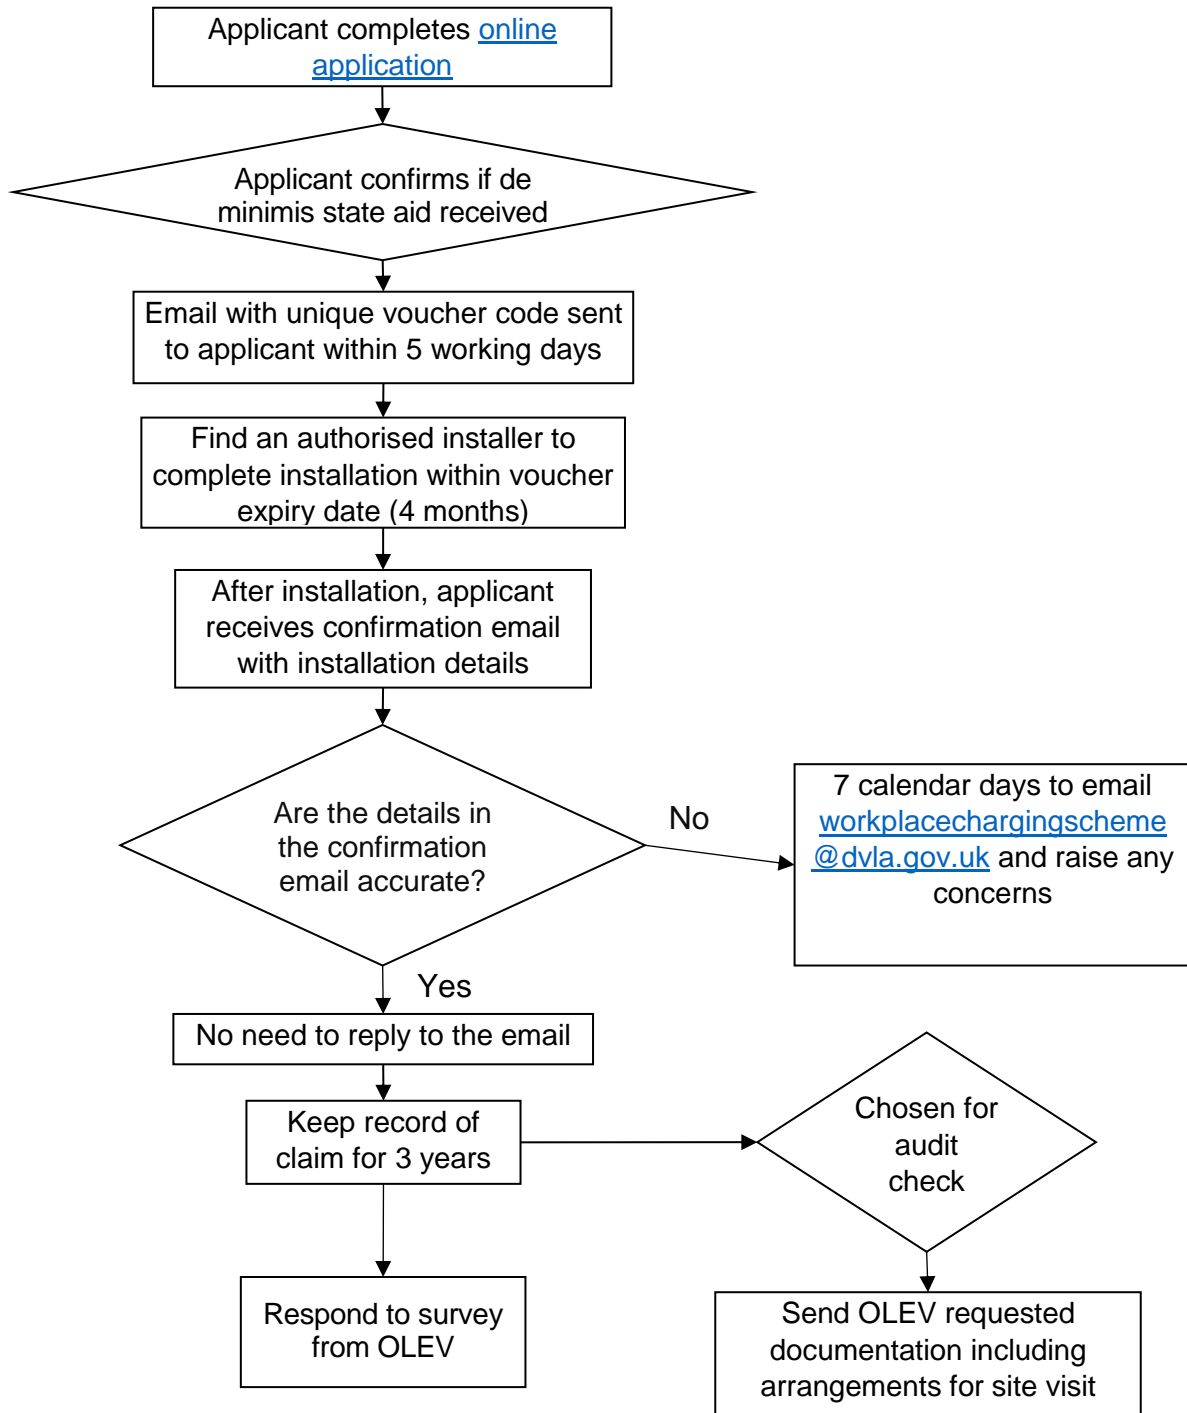 Applicant completes online
application
Applicant confirms if de
minimis state aid received
Email with unique voucher code sent
to applicant within 5 working days
Find an authorised installer to
complete installation within voucher
expiry date (4 months)
After installation, applicant
receives confirmation email
with installation details
Are the details in
the confirmation
email accurate?
No
7 calendar days to email
workplacechargingscheme
@dvla.gov.uk and raise any
concerns
Yes
No need to reply to the email
Keep record of
claim for 3 years
Chosen for
audit
check
Respond to survey
from OLEV
Send OLEV requested
documentation including
arrangements for site visit